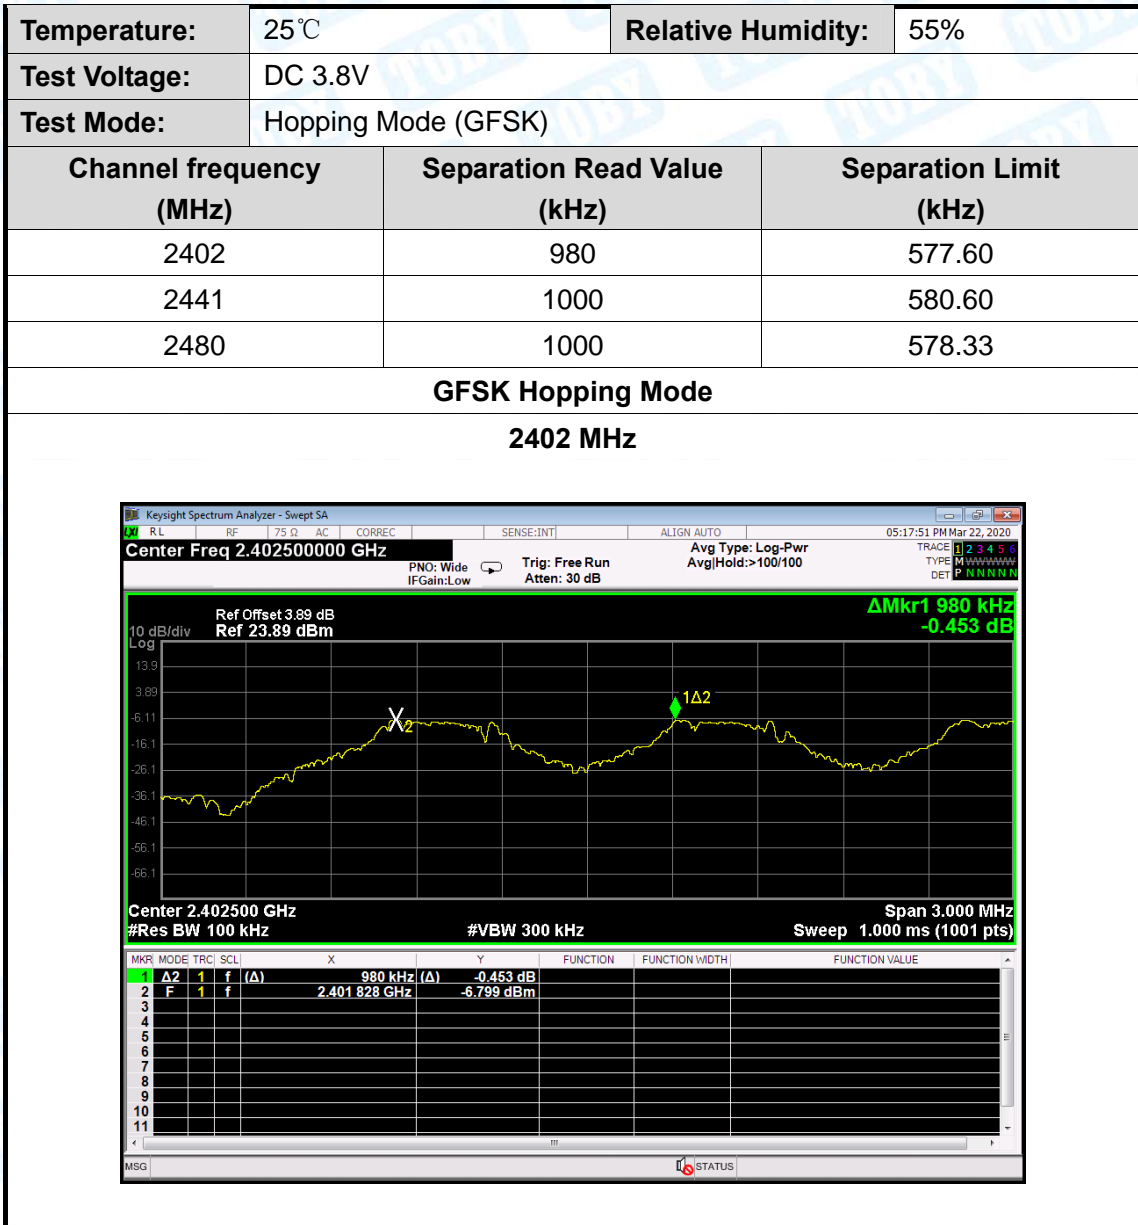 Temperature: 25℃ Relative Humidity: 55%
Test Voltage: DC 3.8V
Test Mode: Hopping Mode (GFSK)
Channel frequency Separation Read Value Separation Limit
(MHz) (kHz) (kHz)
2402 980 577.60
2441 1000 580.60
2480 1000 578.33
GFSK Hopping Mode
2402 MHz
Keysight Spectrum Analyzer - Swept SA
LXI RL RF 75 Ω AC CORREC SENSE:INT ALIGN AUTO 05:17:51 PM Mar 22, 2020
Center Freq 2.402500000 GHz
PNO: Wide
IFGain:Low
Trig: Free Run
Atten: 30 dB
Avg Type: Log-Pwr
Avg|Hold:>100/100
TRACE 1 2 3 4 5 6
TYPE M WWWWW
DET P N N N N N
ΔMkr1 980 kHz
-0.453 dB
Ref Offset 3.89 dB
10 dB/div Ref 23.89 dBm
Log
13.9
3.89
-6.11
-16.1
-26.1
-36.1
-46.1
-56.1
-66.1
2
1Δ2
Center 2.402500 GHz Span 3.000 MHz
#Res BW 100 kHz #VBW 300 kHz Sweep 1.000 ms (1001 pts)
MKR MODE TRC SCL X Y FUNCTION FUNCTION WIDTH FUNCTION VALUE
1 Δ2 1 f (Δ) 980 kHz (Δ) -0.453 dB
2 F 1 f 2.401 828 GHz -6.799 dBm
3
4
5
6
7
8
9
10
11
MSG STATUS
TOBY